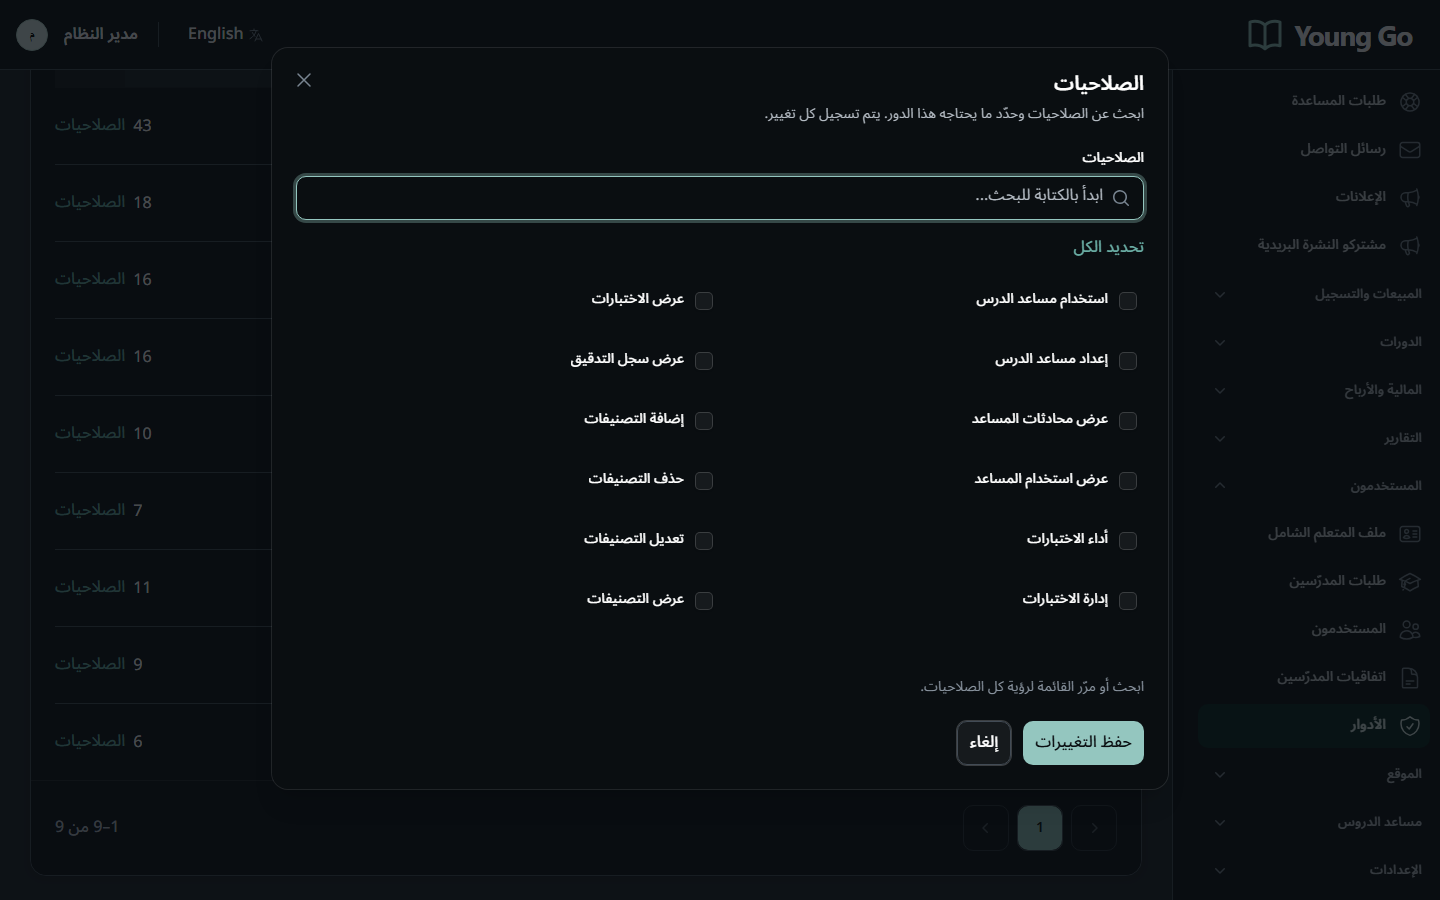 Young Go
English
مدير النظام
م
طلبات المساعدة
رسائل التواصل
الإعلانات
مشتركو النشرة البريدية
المبيعات والتسجيل
الدورات
المالية والأرباح
التقارير
المستخدمون
ملف المتعلم الشامل
طلبات المدرّسين
المستخدمون
اتفاقيات المدرّسين
الأدوار
الموقع
مساعد الدروس
الإعدادات
الصلاحيات
ابحث عن الصلاحيات وحدّد ما يحتاجه هذا الدور. يتم تسجيل كل تغيير.
الصلاحيات
ابدأ بالكتابة للبحث...
تحديد الكل
استخدام مساعد الدرس
عرض الاختبارات
إعداد مساعد الدرس
عرض سجل التدقيق
عرض محادثات المساعد
إضافة التصنيفات
عرض استخدام المساعد
حذف التصنيفات
أداء الاختبارات
تعديل التصنيفات
إدارة الاختبارات
عرض التصنيفات
ابحث أو مرّر القائمة لرؤية كل الصلاحيات.
حفظ التغييرات
إلغاء
43 الصلاحيات
18 الصلاحيات
16 الصلاحيات
16 الصلاحيات
10 الصلاحيات
7 الصلاحيات
11 الصلاحيات
9 الصلاحيات
6 الصلاحيات
1
1–9 من 9